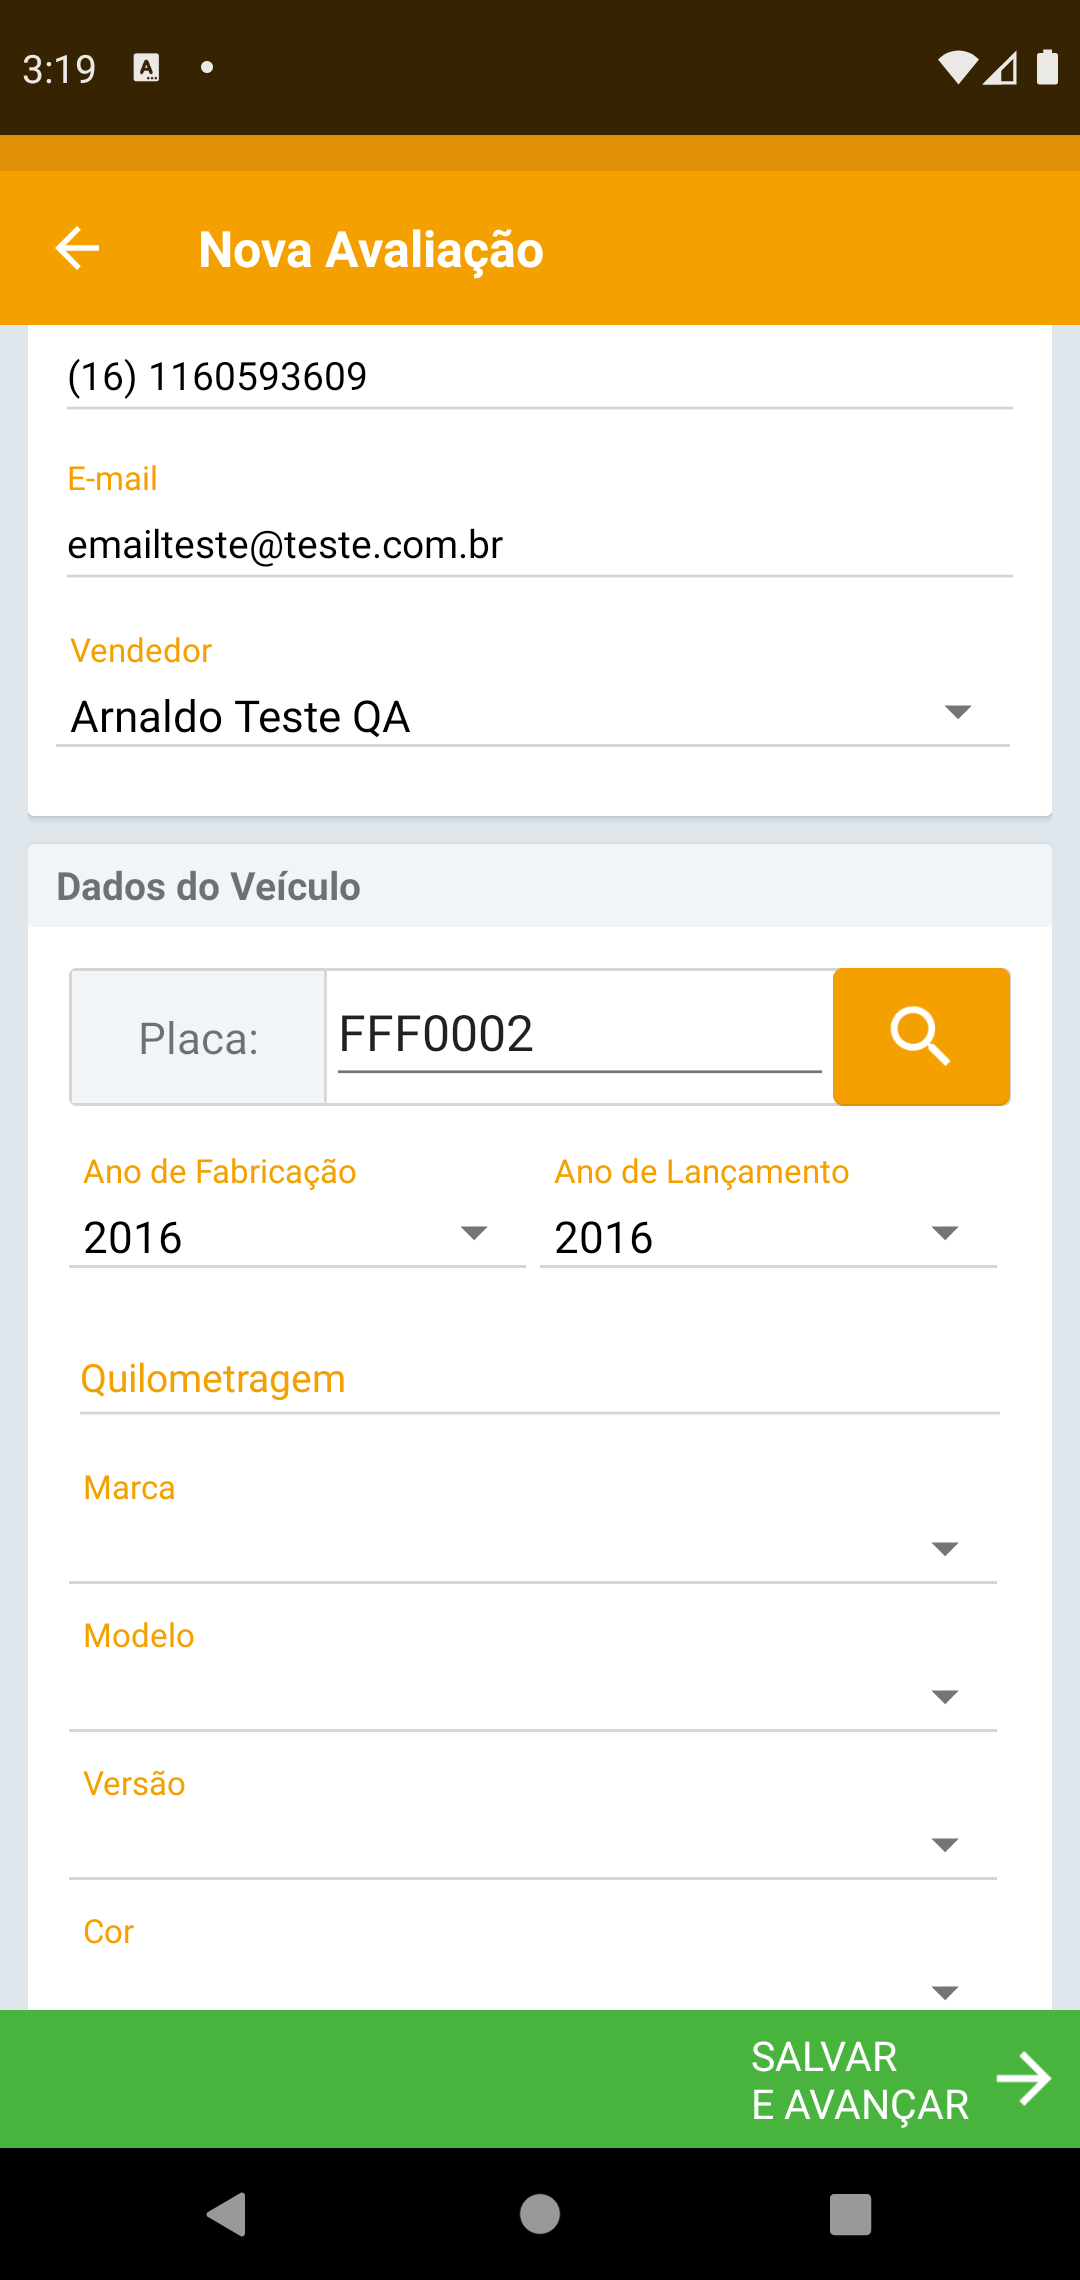 3:19
Nova Avaliação
(16) 1160593609
E-mail
emailteste@teste.com.br
Vendedor
Arnaldo Teste QA
Dados do Veículo
Placa: FFF0002
Ano de Fabricação Ano de Lançamento
2016 2016
Quilometragem
Marca
Modelo
Versão
Cor
SALVAR
E AVANÇAR